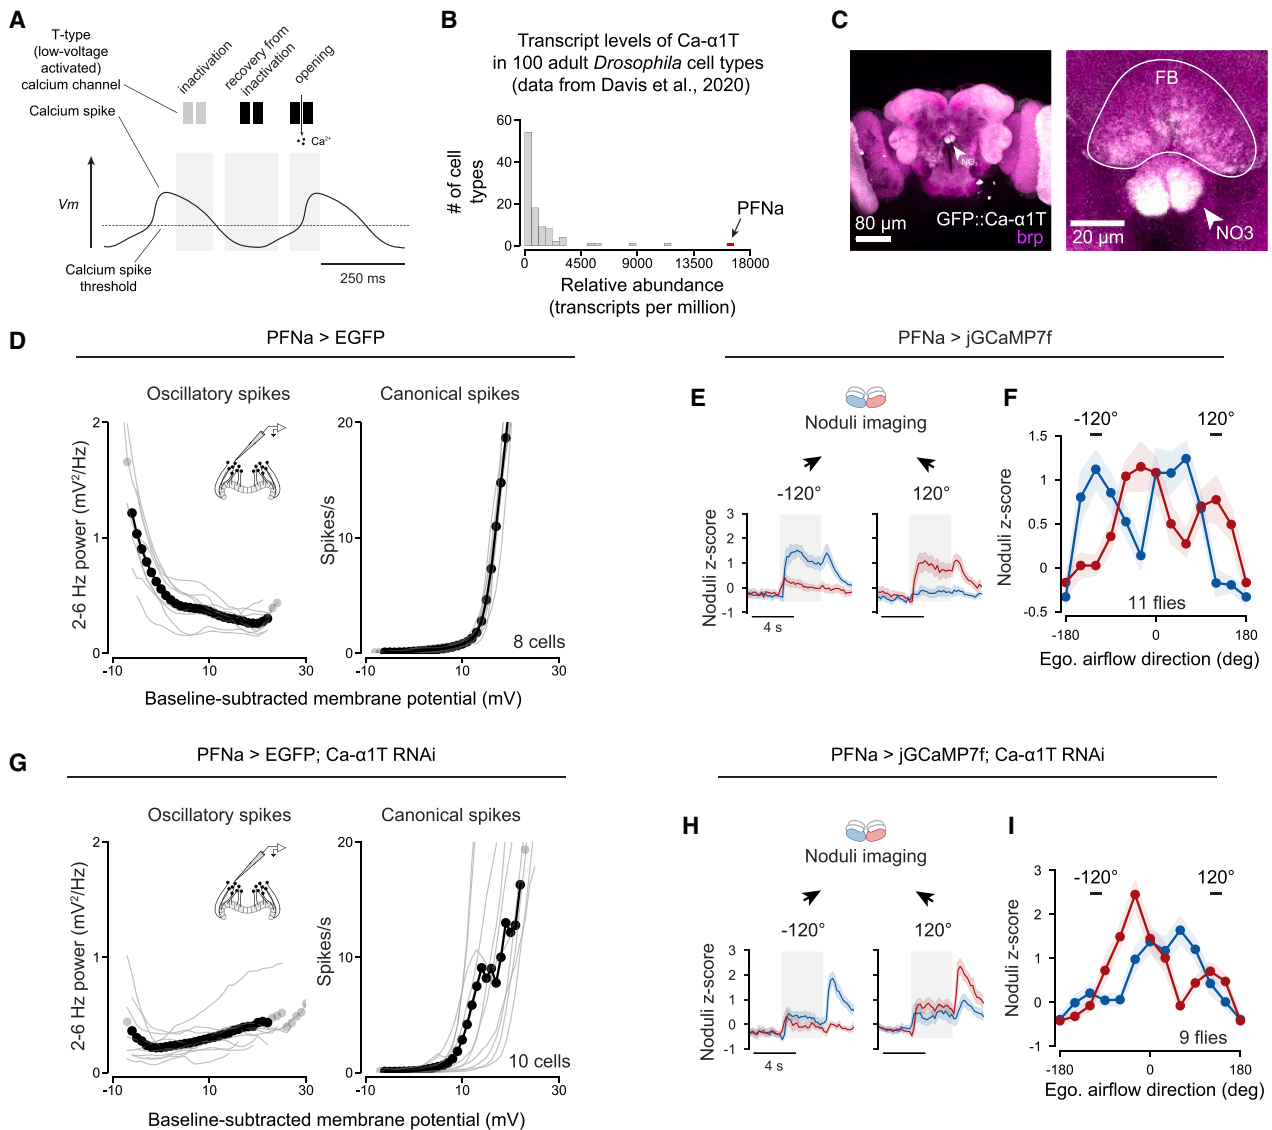 A
T-type
(low-voltage
activated)
calcium channel
inactivation
recovery from
inactivation
opening
Calcium spike
Ca2+
Vm
Calcium spike
threshold
250 ms
B
Transcript levels of Ca-α1T
in 100 adult Drosophila cell types
(data from Davis et al., 2020)
# of cell
types
60
40
20
0
PFNa
0
4500
9000
13500
18000
Relative abundance
(transcripts per million)
C
NO3
GFP::Ca-α1T
brp
80 µm
FB
20 µm
NO3
D
PFNa > EGFP
Oscillatory spikes
Canonical spikes
2-6 Hz power (mV²/Hz)
2
1
0
-10
10
30
Spikes/s
20
10
0
-10
10
30
8 cells
Baseline-subtracted membrane potential (mV)
PFNa > jGCaMP7f
E
Noduli imaging
-120°
120°
Noduli z-score
3
2
1
0
-1
4 s
F
-120°
120°
Noduli z-score
1.5
1
0.5
0
-0.5
11 flies
-180
0
180
Ego. airflow direction (deg)
G
PFNa > EGFP; Ca-α1T RNAi
Oscillatory spikes
Canonical spikes
2-6 Hz power (mV²/Hz)
2
1
0
-10
10
30
Spikes/s
20
10
0
-10
10
30
10 cells
Baseline-subtracted membrane potential (mV)
PFNa > jGCaMP7f; Ca-α1T RNAi
H
Noduli imaging
-120°
120°
Noduli z-score
3
2
1
0
-1
4 s
I
-120°
120°
Noduli z-score
3
2
1
0
-1
9 flies
-180
0
180
Ego. airflow direction (deg)